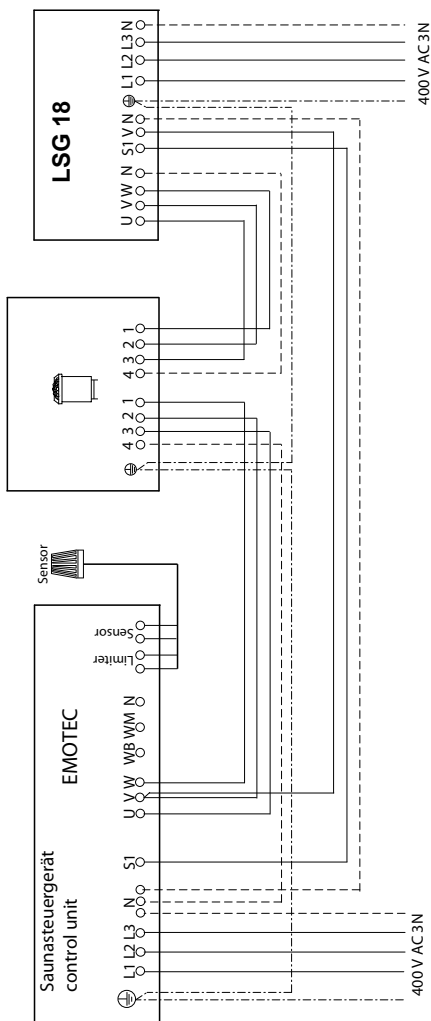 Saunasteuergerät
control unit
EMOTEC
L1 L2 L3 N S1 U V W WB WM N
Limiter
Sensor
Sensor
400 V AC 3N
4 3 2 1 4 3 2 1
LSG 18
U V W N S1 V N L1 L2 L3 N
400 V AC 3N